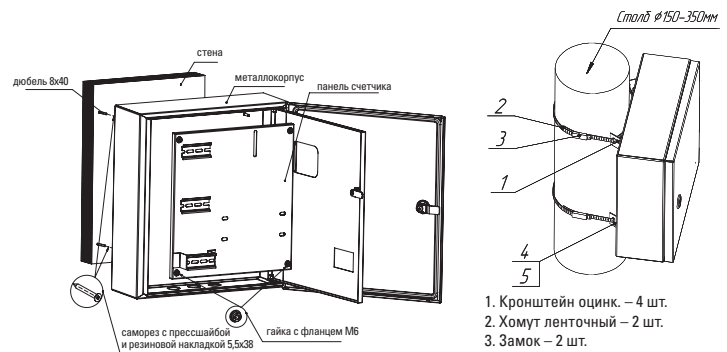 стена
дюбель 8х40
металлокорпус
панель счетчика
саморез с прессшайбой
и резиновой накладкой 5,5х38
гайка с фланцем М6
Столб ⌀150-350мм
2
3
1
4
5
1. Кронштейн оцинк. – 4 шт.
2. Хомут ленточный – 2 шт.
3. Замок – 2 шт.